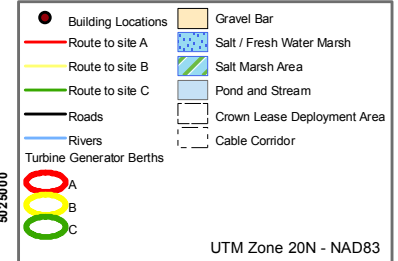 Building Locations
Route to site A
Route to site B
Route to site C
Roads
Rivers
Turbine Generator Berths
A
B
C
Gravel Bar
Salt / Fresh Water Marsh
Salt Marsh Area
Pond and Stream
Crown Lease Deployment Area
Cable Corridor
UTM Zone 20N - NAD83
5025000